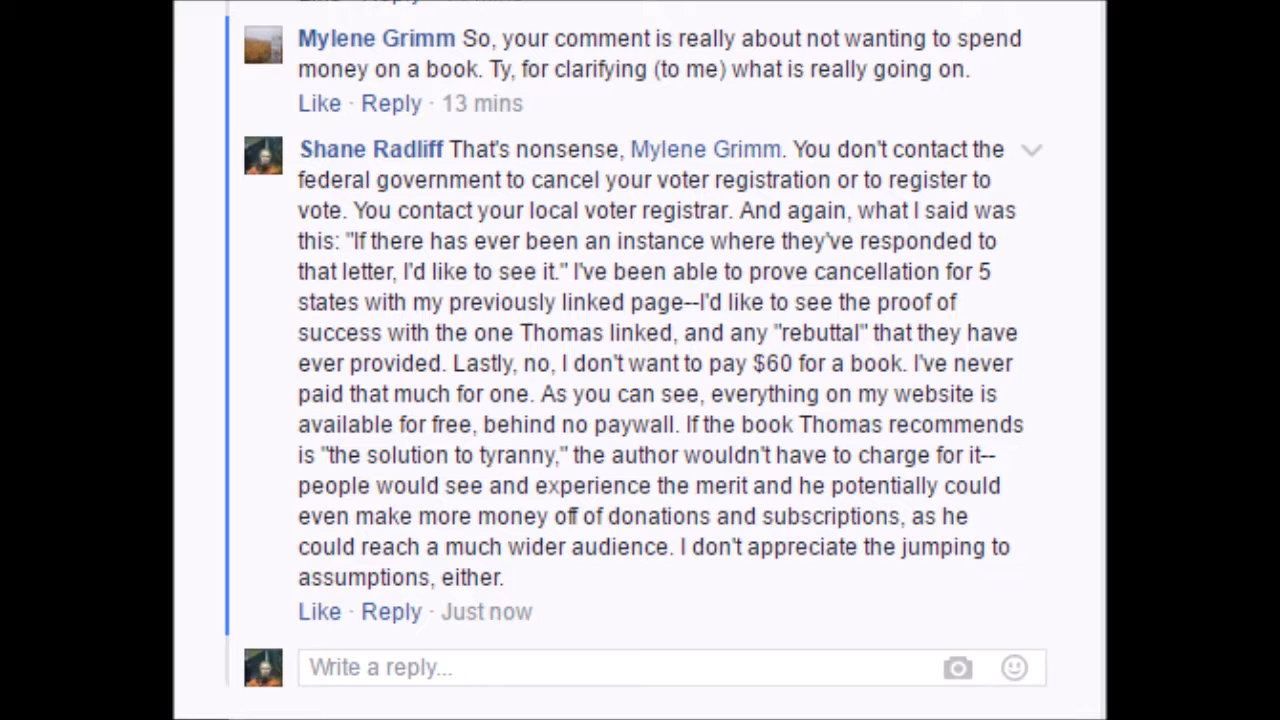 Mylene Grimm So, your comment is really about not wanting to spend
money on a book. Ty, for clarifying (to me) what is really going on.
Like · Reply · 13 mins
Shane Radliff That's nonsense, Mylene Grimm. You don't contact the
federal government to cancel your voter registration or to register to
vote. You contact your local voter registrar. And again, what I said was
this: "If there has ever been an instance where they've responded to
that letter, I'd like to see it." I've been able to prove cancellation for 5
states with my previously linked page--I'd like to see the proof of
success with the one Thomas linked, and any "rebuttal" that they have
ever provided. Lastly, no, I don't want to pay $60 for a book. I've never
paid that much for one. As you can see, everything on my website is
available for free, behind no paywall. If the book Thomas recommends
is "the solution to tyranny," the author wouldn't have to charge for it--
people would see and experience the merit and he potentially could
even make more money off of donations and subscriptions, as he
could reach a much wider audience. I don't appreciate the jumping to
assumptions, either.
Like · Reply · Just now
Write a reply...